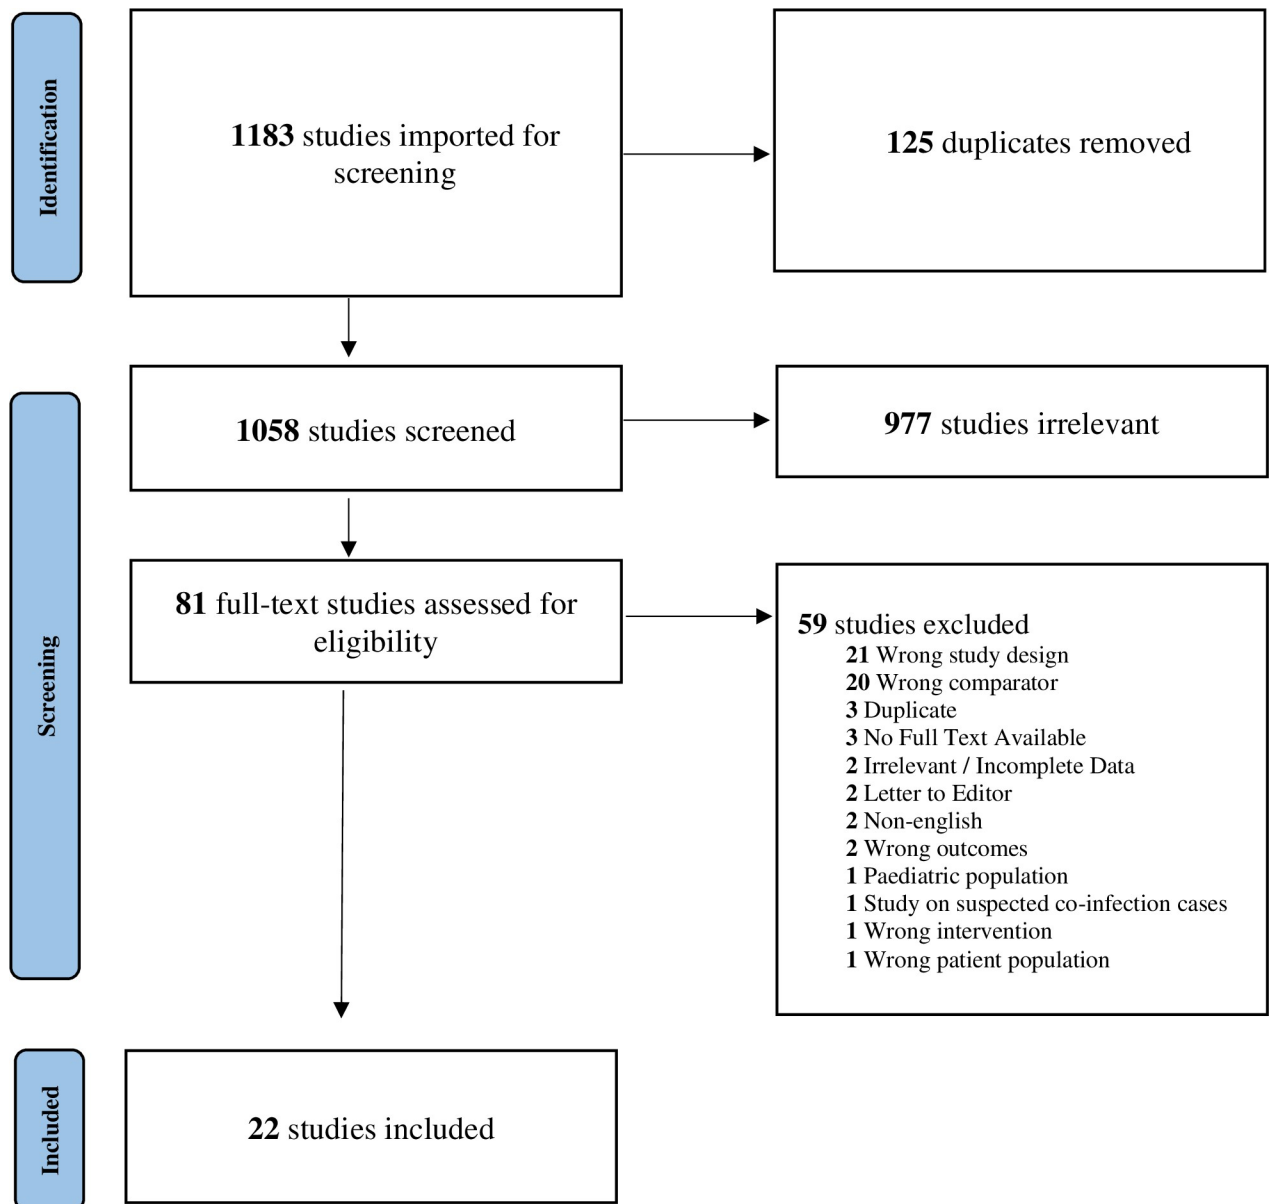 Identification
1183 studies imported for
screening
125 duplicates removed
Screening
1058 studies screened
977 studies irrelevant
81 full-text studies assessed for
eligibility
59 studies excluded
21 Wrong study design
20 Wrong comparator
3 Duplicate
3 No Full Text Available
2 Irrelevant / Incomplete Data
2 Letter to Editor
2 Non-english
2 Wrong outcomes
1 Paediatric population
1 Study on suspected co-infection cases
1 Wrong intervention
1 Wrong patient population
Included
22 studies included